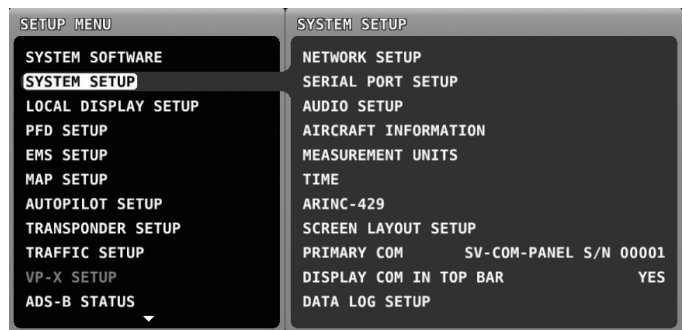 SETUP MENU
SYSTEM SOFTWARE
SYSTEM SETUP
LOCAL DISPLAY SETUP
PFD SETUP
EMS SETUP
MAP SETUP
AUTOPILOT SETUP
TRANSPONDER SETUP
TRAFFIC SETUP
VP-X SETUP
ADS-B STATUS
SYSTEM SETUP
NETWORK SETUP
SERIAL PORT SETUP
AUDIO SETUP
AIRCRAFT INFORMATION
MEASUREMENT UNITS
TIME
ARINC-429
SCREEN LAYOUT SETUP
PRIMARY COM SV-COM-PANEL S/N 00001
DISPLAY COM IN TOP BAR YES
DATA LOG SETUP